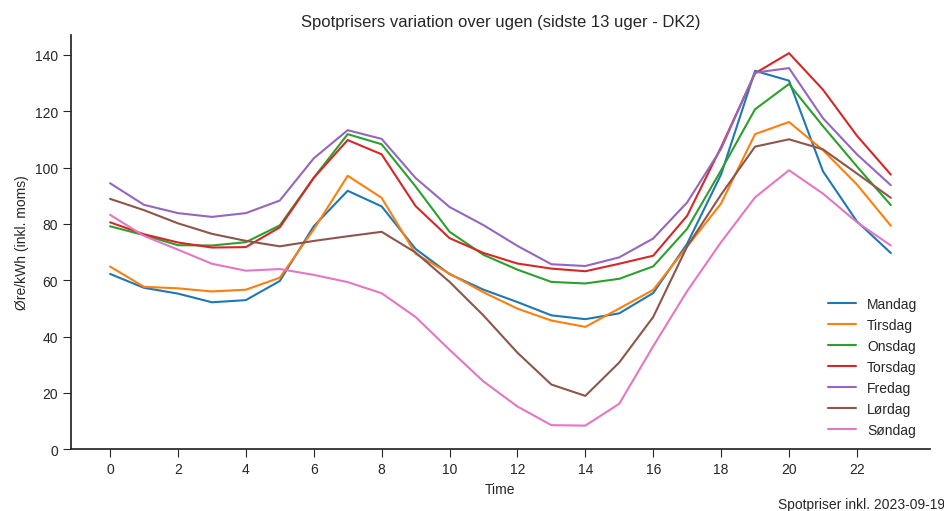 Spotprisers variation over ugen (sidste 13 uger - DK2)
Øre/kWh (inkl. moms)
140
120
100
80
60
40
20
0
0 2 4 6 8 10 12 14 16 18 20 22
Time
Mandag
Tirsdag
Onsdag
Torsdag
Fredag
Lørdag
Søndag
Spotpriser inkl. 2023-09-19